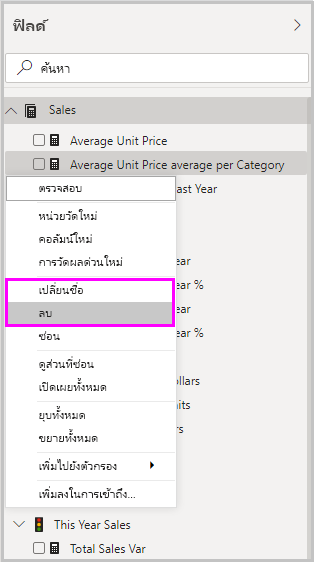 ฟิลด์
ค้นหา
Sales
Average Unit Price
Average Unit Price average per Category
ast Year
ตรวจสอบ
หน่วยวัดใหม่
คอลัมน์ใหม่
การวัดผลด่วนใหม่
ear
เปลี่ยนชื่อ
ear %
ลบ
ear
ซ่อน
ear %
ดูส่วนที่ซ่อน
เปิดเผยทั้งหมด
ollars
ยุบทั้งหมด
nits
ขยายทั้งหมด
rs
เพิ่มไปยังตัวกรอง
เพิ่มลงในการเข้าถึง...
This Year Sales
Total Sales Var